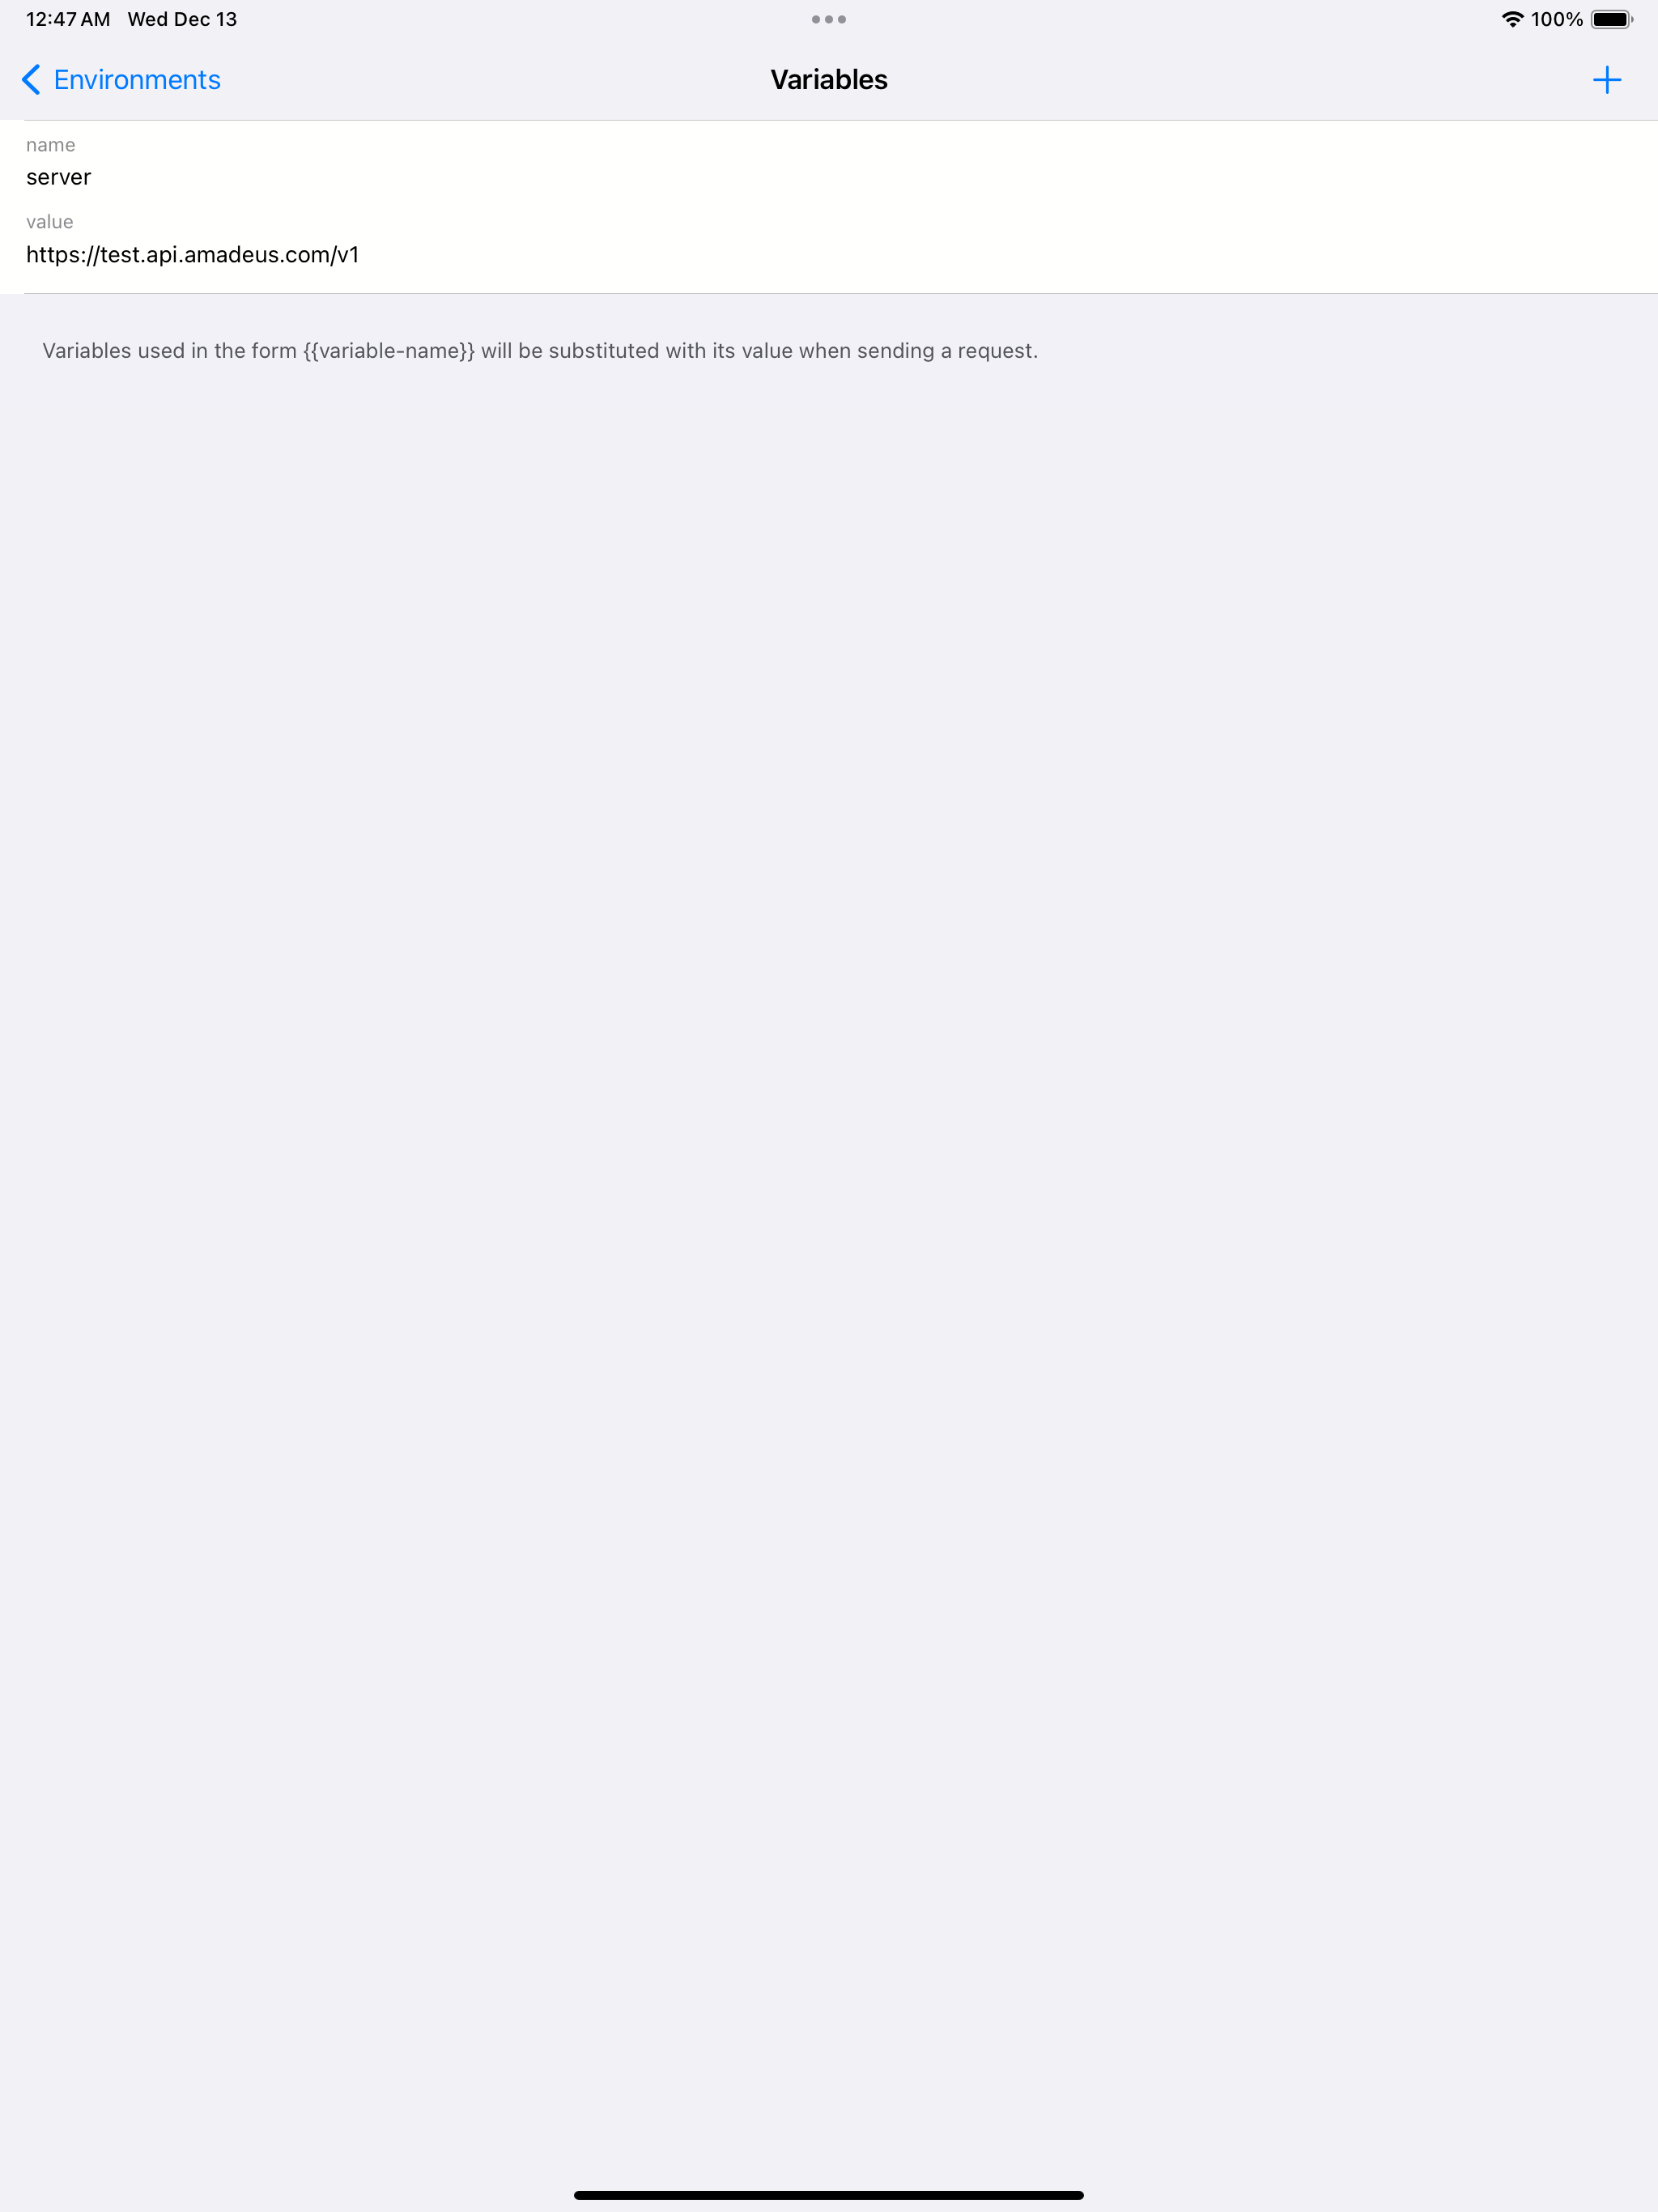 12:47 AM Wed Dec 13 100%
Environments Variables
name
server
value
https://test.api.amadeus.com/v1
Variables used in the form {{variable-name}} will be substituted with its value when sending a request.